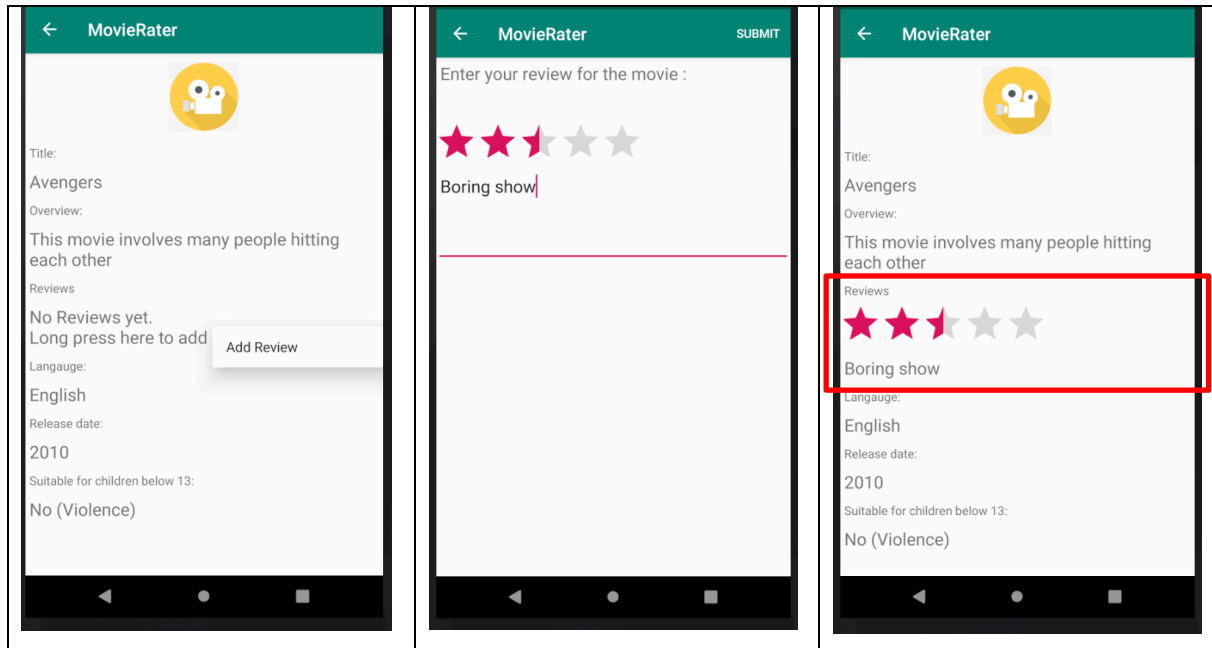 MovieRater
Title:
Avengers
Overview:
This movie involves many people hitting
each other
Reviews
No Reviews yet.
Long press here to add
Add Review
Langauge:
English
Release date:
2010
Suitable for children below 13:
No (Violence)
MovieRater SUBMIT
Enter your review for the movie :
Boring show
MovieRater
Title:
Avengers
Overview:
This movie involves many people hitting
each other
Reviews
Boring show
Langauge:
English
Release date:
2010
Suitable for children below 13:
No (Violence)